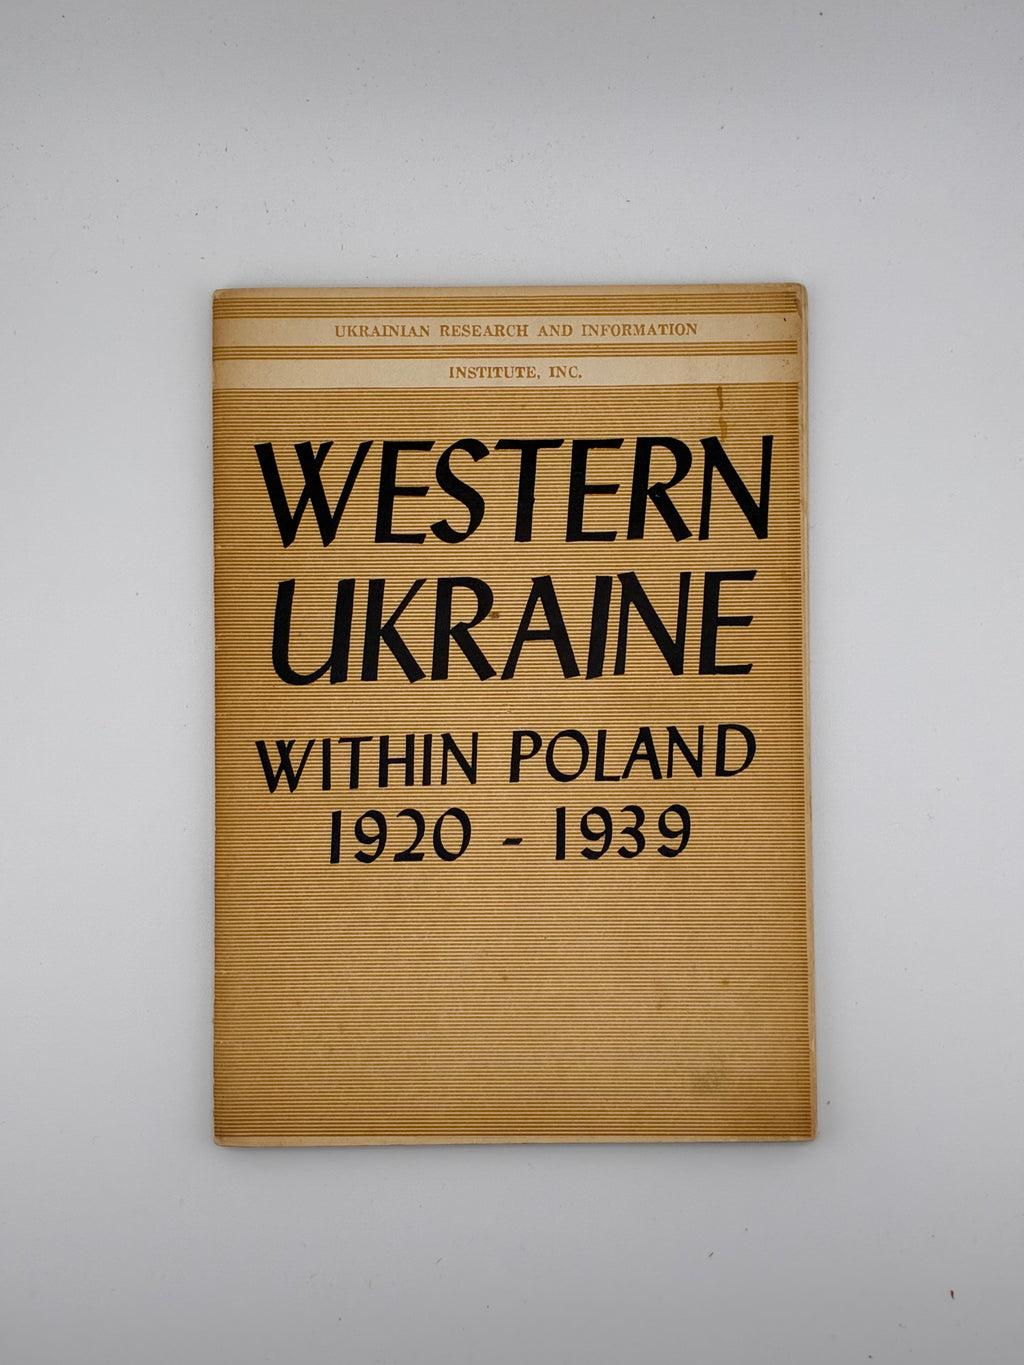 UKRAINIAN RESEARCH AND INFORMATION
INSTITUTE, INC.
WESTERN
UKRAINE
WITHIN POLAND
1920 - 1939